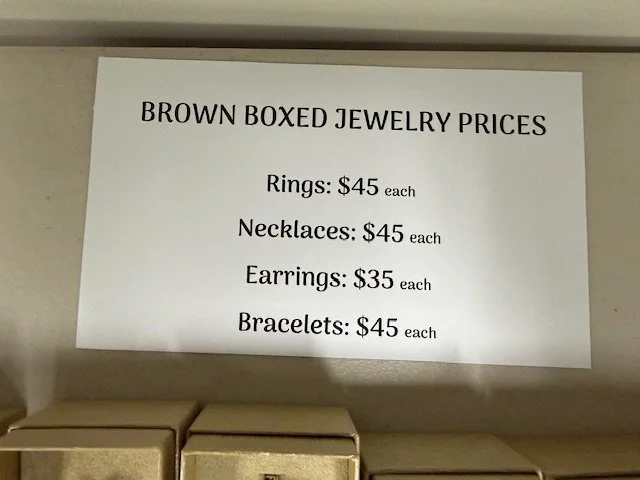 BROWN BOXED JEWELRY PRICES
Rings: $45 each
Necklaces: $45 each
Earrings: $35 each
Bracelets: $45 each